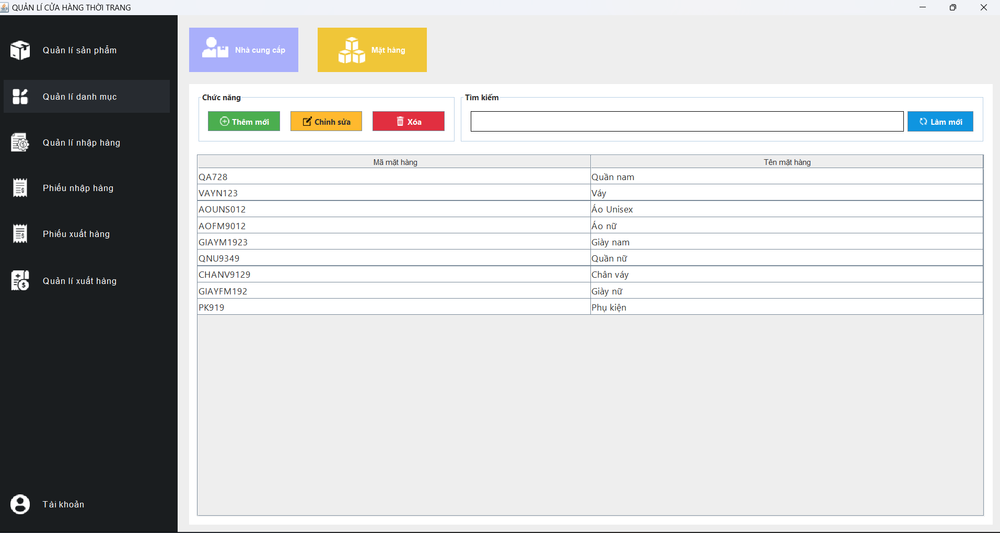 QUẢN LÍ CỬA HÀNG THỜI TRANG
Quản lí sản phẩm
Quản lí danh mục
Quản lí nhập hàng
Phiếu nhập hàng
Phiếu xuất hàng
Quản lí xuất hàng
Tài khoản
Nhà cung cấp
Mặt hàng
Chức năng
Thêm mới
Chỉnh sửa
Xóa
Tìm kiếm
Làm mới
Mã mặt hàng Tên mặt hàng
QA728 Quần nam
VAYN123 Váy
AOUNS012 Áo Unisex
AOFM9012 Áo nữ
GIAYM1923 Giày nam
QNU9349 Quần nữ
CHANV9129 Chân váy
GIAYFM192 Giày nữ
PK919 Phụ kiện